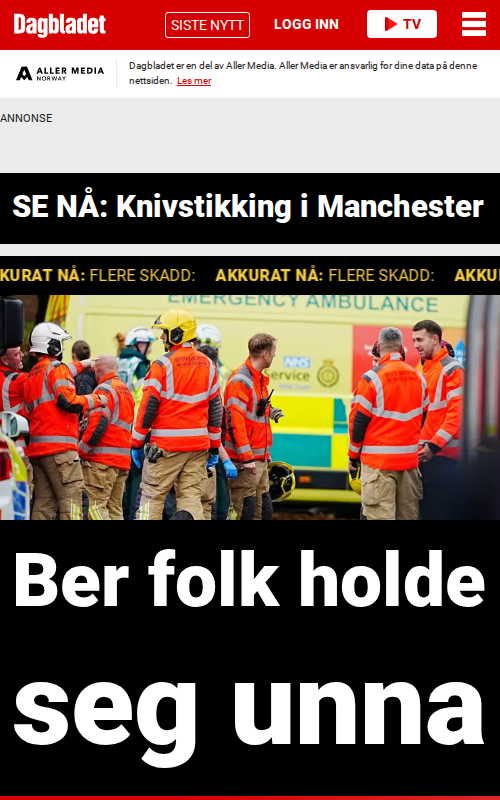 Dagbladet
SISTE NYTT
LOGG INN
TV
ALLER MEDIA
NORWAY
Dagbladet er en del av Aller Media. Aller Media er ansvarlig for dine data på denne
nettsiden. Les mer
ANNONSE
SE NÅ: Knivstikking i Manchester
KURAT NÅ: FLERE SKADD: AKKURAT NÅ: FLERE SKADD: AKKU
EMERGENCY AMBULANCE
NHS
Service
Ber folk holde
seg unna